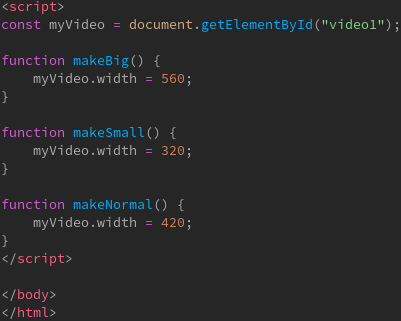 <script>
const myVideo = document.getElementById("video1");
function makeBig() {
myVideo.width = 560;
}
function makeSmall() {
myVideo.width = 320;
}
function makeNormal() {
myVideo.width = 420;
}
</script>
</body>
</html>